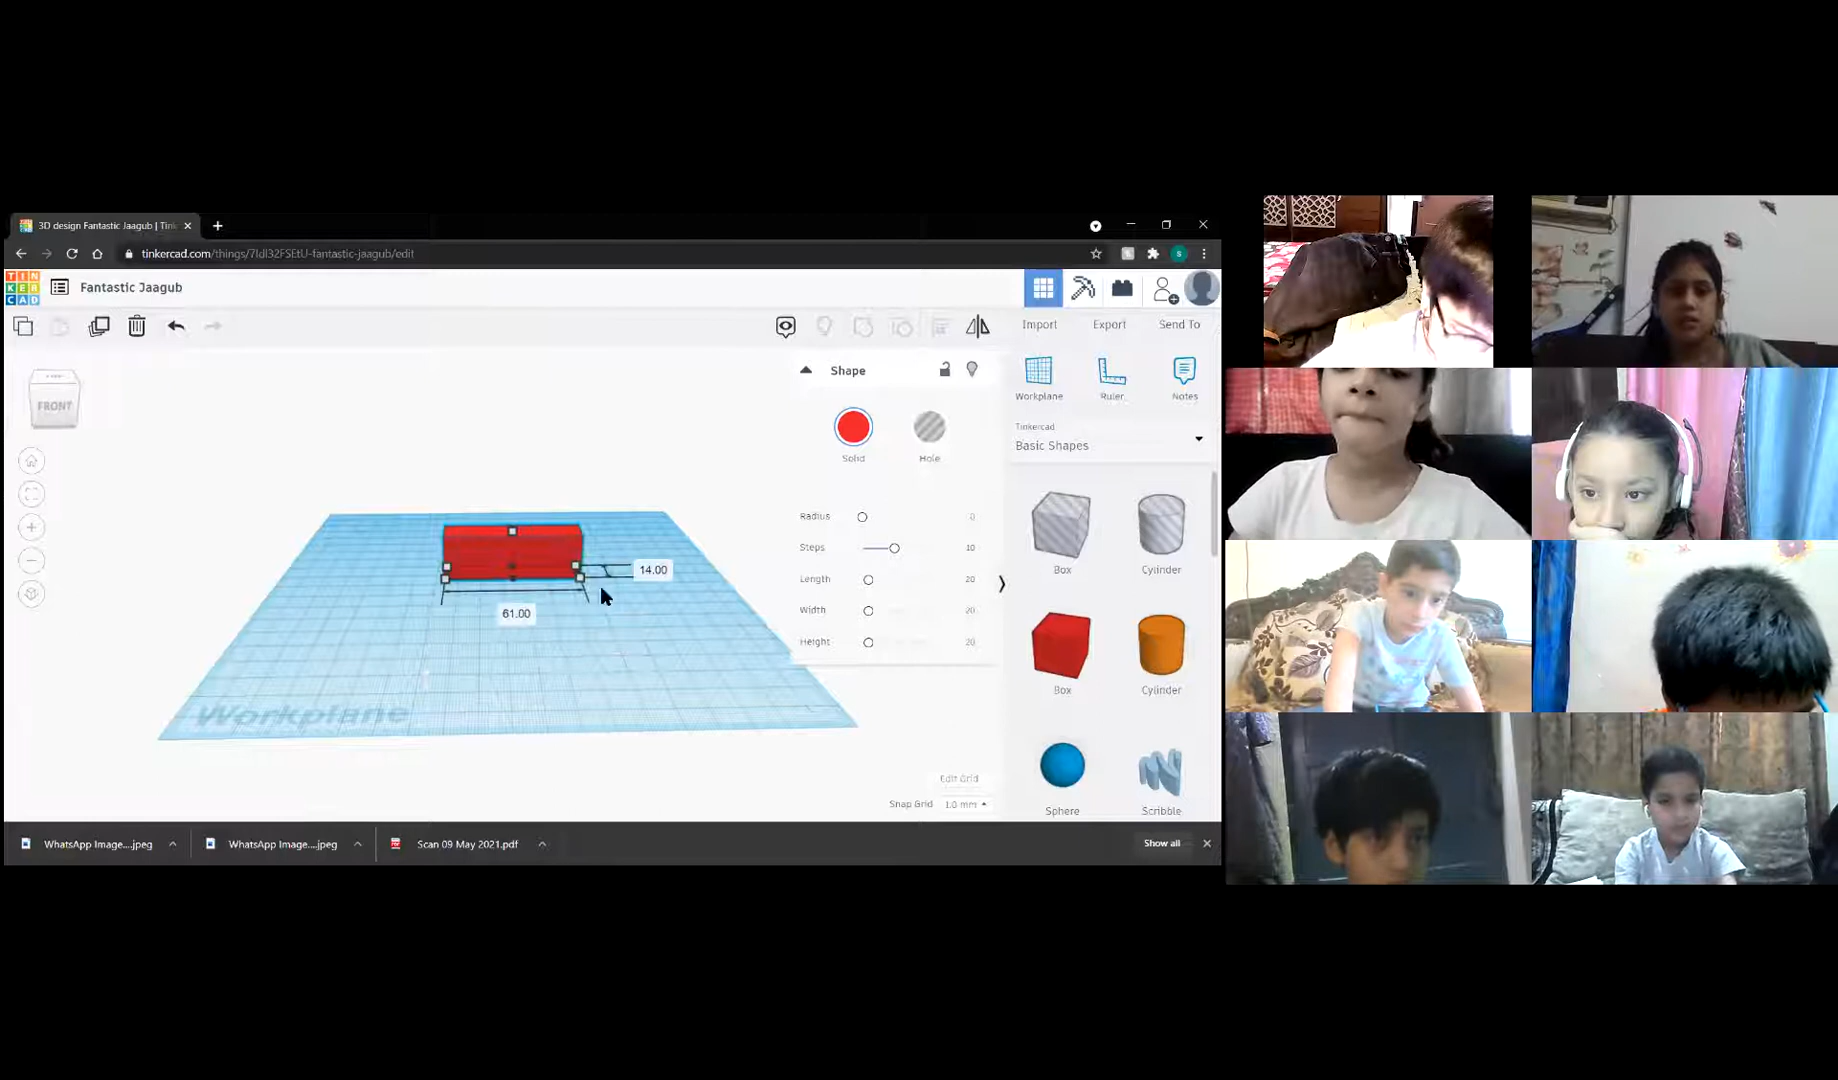 3D design Fantastic Jaagub | Tink
tinkercad.com/things/7ldl32FSEtU-fantastic-jaagub/edit
S
TIN
KER
CAD
Fantastic Jaagub
Import
Export
Send To
FRONT
Shape
Solid
Hole
Workplane
Ruler
Notes
Tinkercad
Basic Shapes
Radius 0
Steps 10
Length 20
Width 20
Height 20
14.00
61.00
Workplane
Box
Cylinder
Box
Cylinder
Sphere
Scribble
Edit Grid
Snap Grid 1.0 mm
WhatsApp Image....jpeg
WhatsApp Image....jpeg
Scan 09 May 2021.pdf
Show all